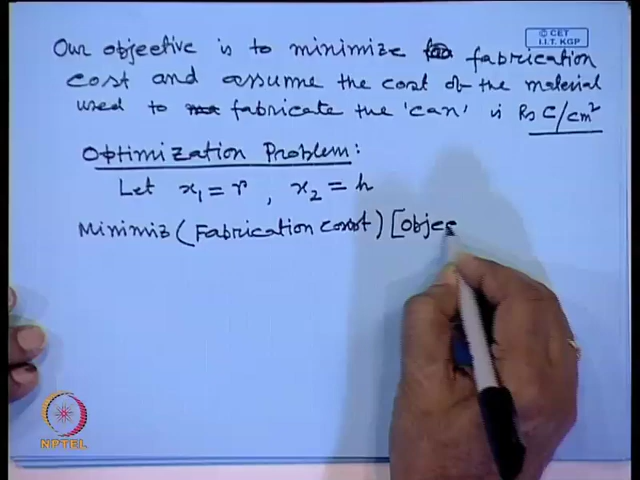 © CET
I.I.T. KGP
Our objective is to minimize fabrication
cost and assume the cost of the material
used to fabricate the 'can' is Rs C/cm²
Optimization Problem:
Let x₁ = r , x₂ = h
Minimiz (Fabrication cost) [Objec
NPTEL